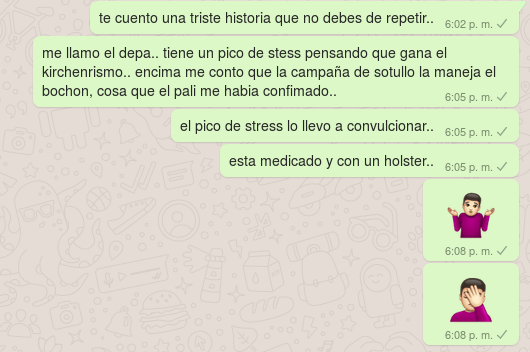 te cuento una triste historia que no debes de repetir..
6:02 p. m.
me llamo el depa.. tiene un pico de stess pensando que gana el
kirchenrismo.. encima me conto que la campaña de sotullo la maneja el
bochon, cosa que el pali me habia confimado..
6:05 p. m.
el pico de stress lo llevo a convulcionar..
6:05 p. m.
esta medicado y con un holster..
6:05 p. m.
6:08 p. m.
6:08 p. m.